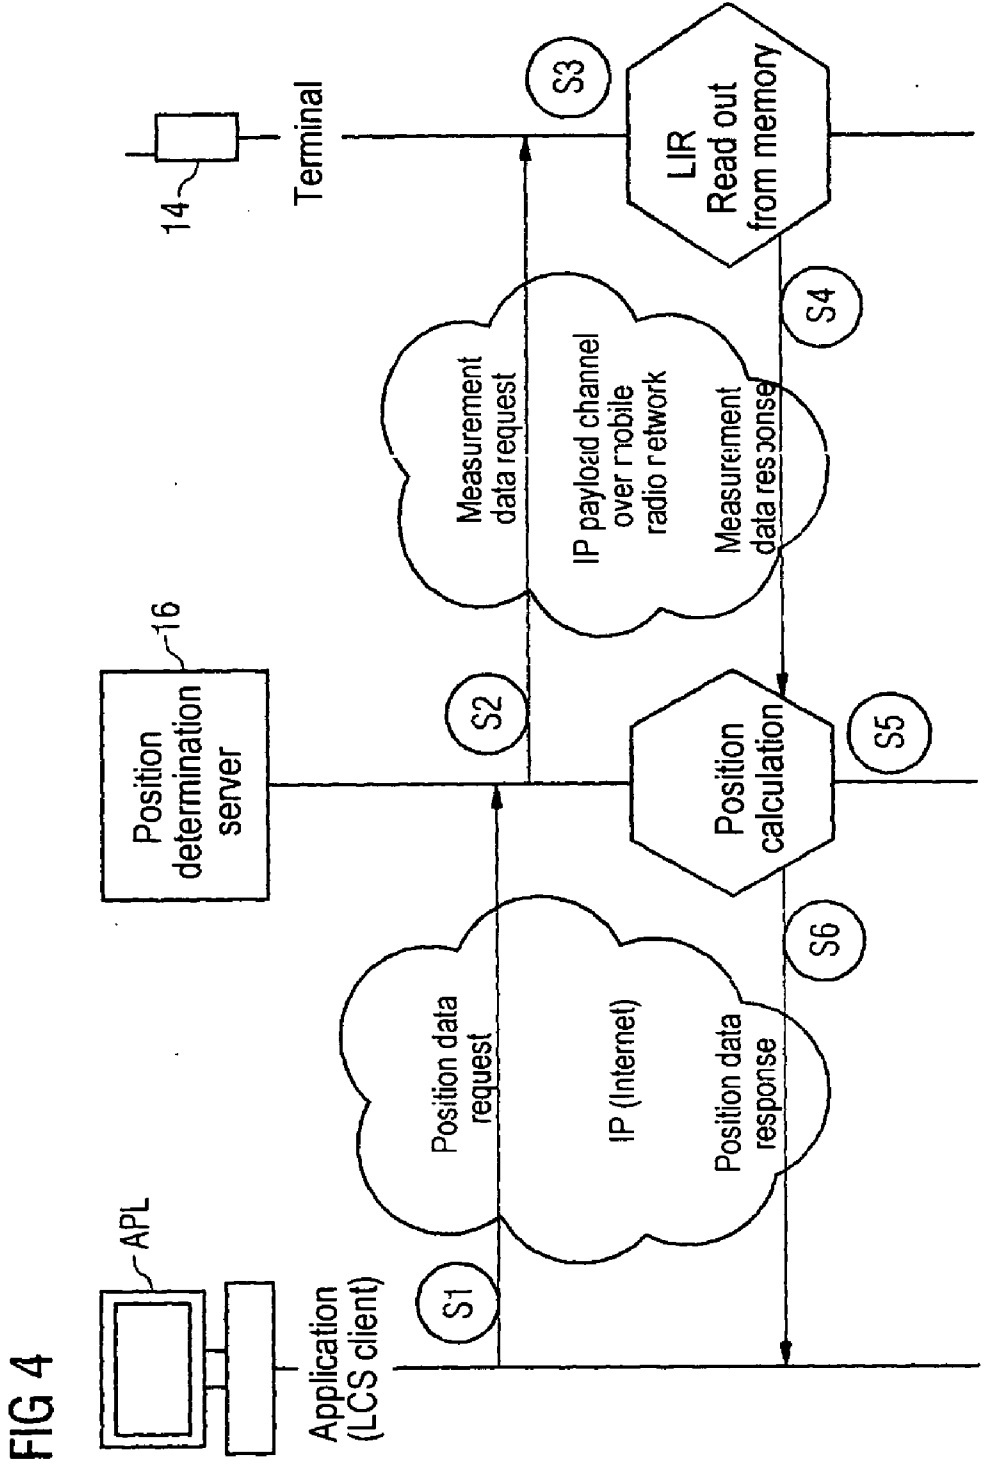 FIG 4
APL
Application
(LCS client)
Position
determination
server
16
14
Terminal
S1
Position data
request
IP (Internet)
Position data
response
S2
Measurement
data request
IP payload channel
over mobile
radio network
Measurement
data response
S3
LIR
Read out
from memory
S4
Position
calculation
S5
S6